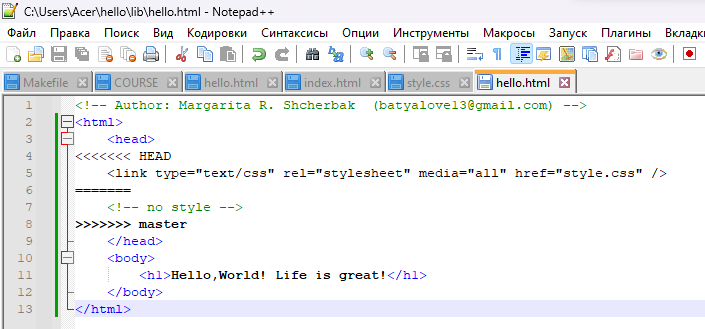 C:\Users\Acer\hello\lib\hello.html - Notepad++
Файл Правка Поиск Вид Кодировки Синтаксисы Опции Инструменты Макросы Запуск Плагины Вкладки
Makefile COURSE hello.html index.html style.css hello.html
1 <!-- Author: Margarita R. Shcherbak  (batyalove13@gmail.com) -->
2 <html>
3     <head>
4 <<<<<<< HEAD
5     <link type="text/css" rel="stylesheet" media="all" href="style.css" />
6 =======
7     <!-- no style -->
8 >>>>>>> master
9     </head>
10     <body>
11         <h1>Hello,World! Life is great!</h1>
12     </body>
13 </html>